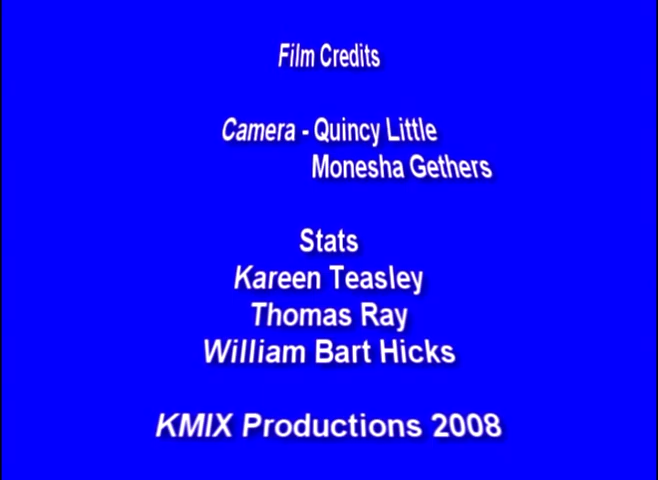 Film Credits
Camera - Quincy Little
Monesha Gethers
Stats
Kareen Teasley
Thomas Ray
William Bart Hicks
KMIX Productions 2008